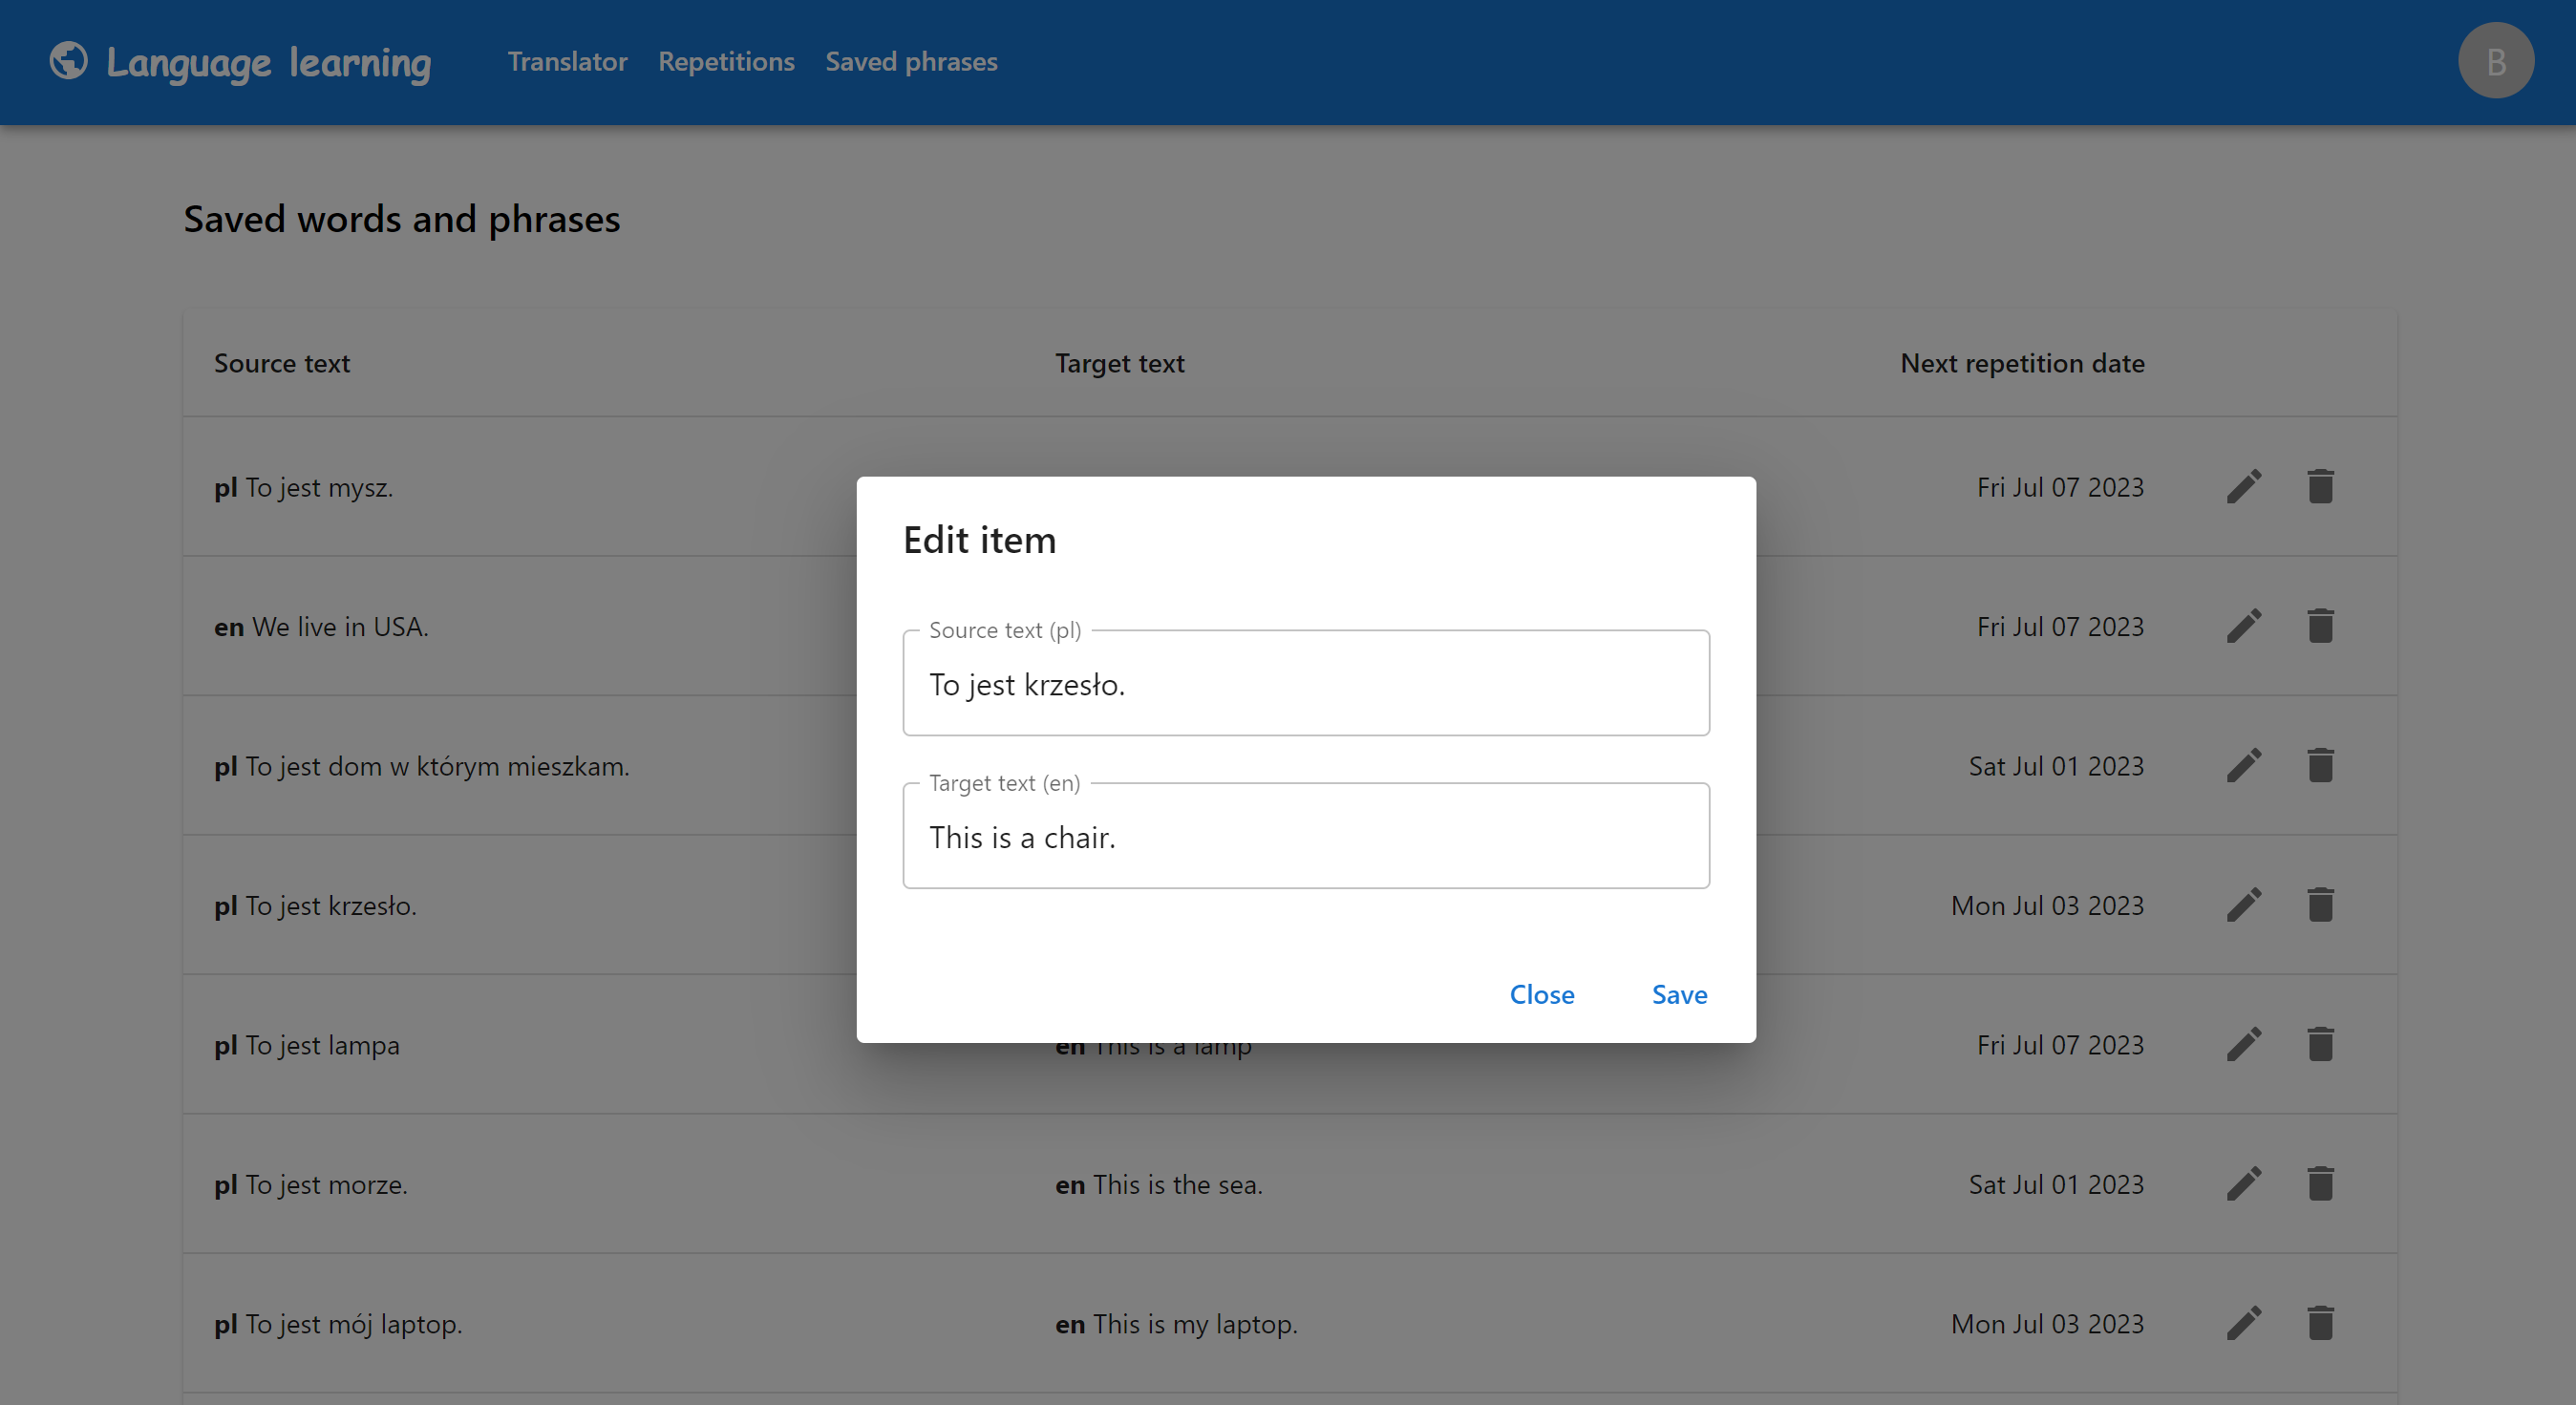 Language learning Translator Repetitions Saved phrases B
Saved words and phrases
Source text Target text Next repetition date
pl To jest mysz. Fri Jul 07 2023
Edit item
en We live in USA. Fri Jul 07 2023
Source text (pl)
To jest krzesło.
pl To jest dom w którym mieszkam. Sat Jul 01 2023
Target text (en)
This is a chair.
pl To jest krzesło. Mon Jul 03 2023
Close Save
pl To jest lampa en This is a lamp Fri Jul 07 2023
pl To jest morze. en This is the sea. Sat Jul 01 2023
pl To jest mój laptop. en This is my laptop. Mon Jul 03 2023